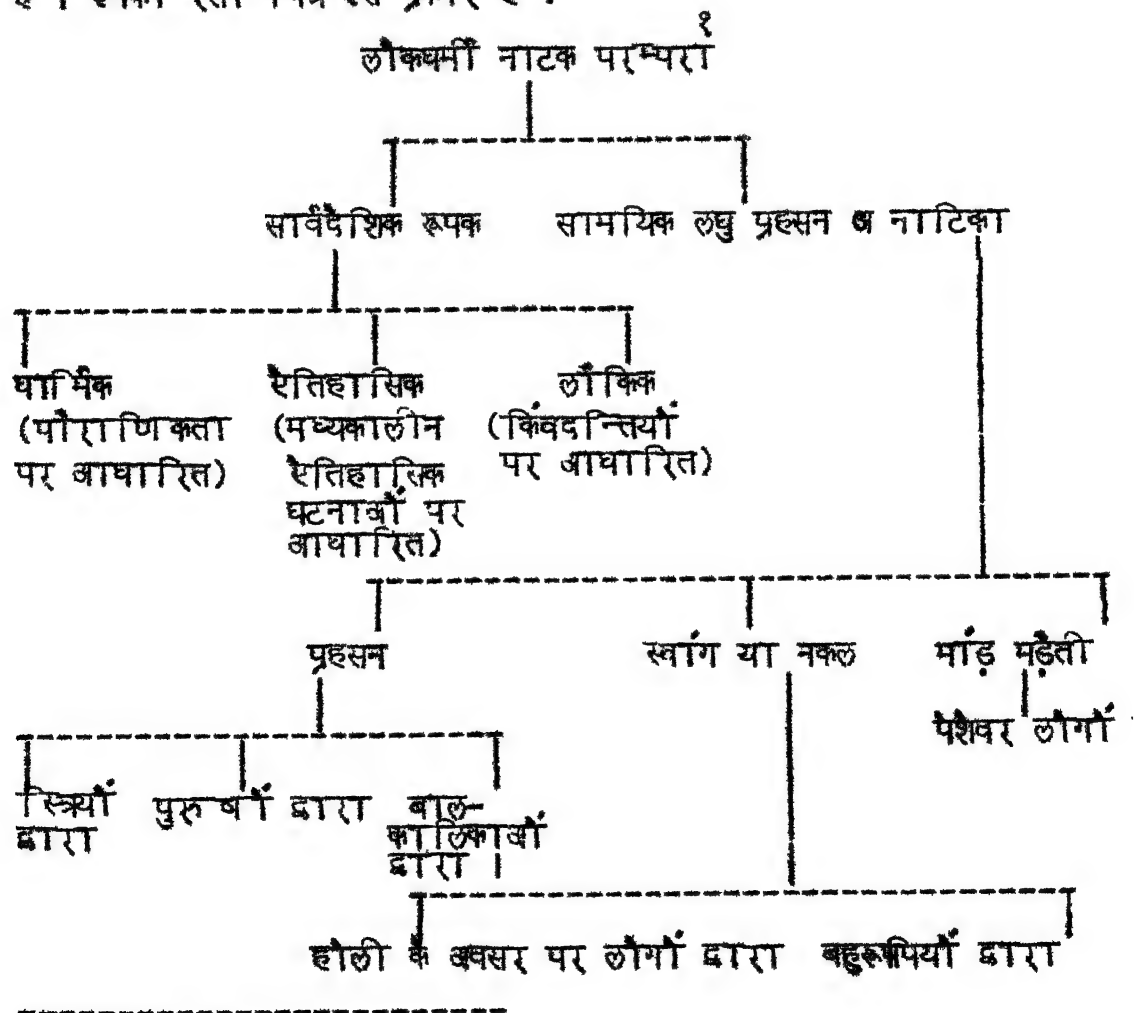 १
लोकधर्मी नाटक परम्परा
सार्वदेशिक रूपक सामयिक लघु प्रहसन व नाटिका
धार्मिक ऐतिहासिक लौकिक
(पौराणिकता (मध्यकालीन (किंवदन्तियों
पर आधारित) ऐतिहासिक पर आधारित)
घटनाओं पर
आधारित)
प्रहसन स्वांग या नकल भांड़ भड़ैती
पेशेवर लोगों
स्त्रियों पुरुषों द्वारा बाल-
द्वारा कालिकाओं
द्वारा ।
होली के अवसर पर लोगों द्वारा बहुरूपियों द्वारा